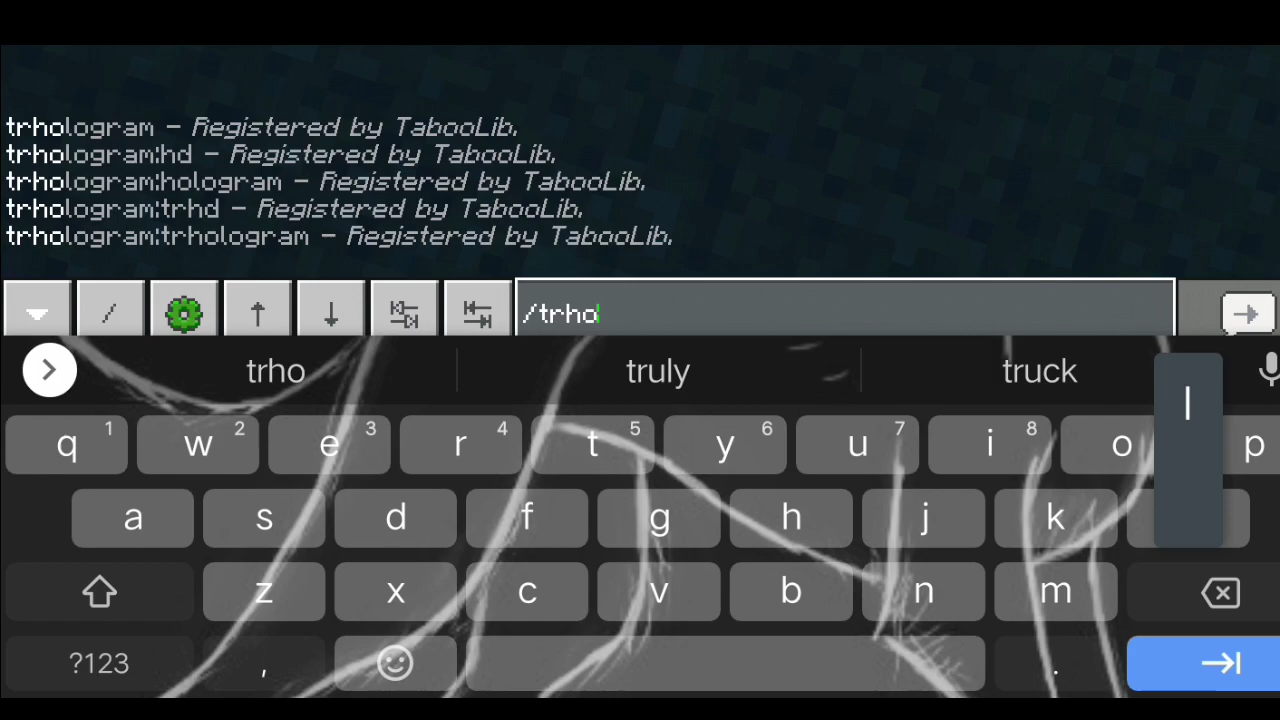 trhologram – Registered by TabooLib.
trhologram:hd – Registered by TabooLib.
trhologram:hologram – Registered by TabooLib.
trhologram:trhd – Registered by TabooLib.
trhologram:trhologram – Registered by TabooLib.
/ /trho
trho truly truck
q 1 w 2 e 3 r 4 t 5 y 6 u 7 i 8 o p
l
a s d f g h j k
z x c v b n m
?123 , .